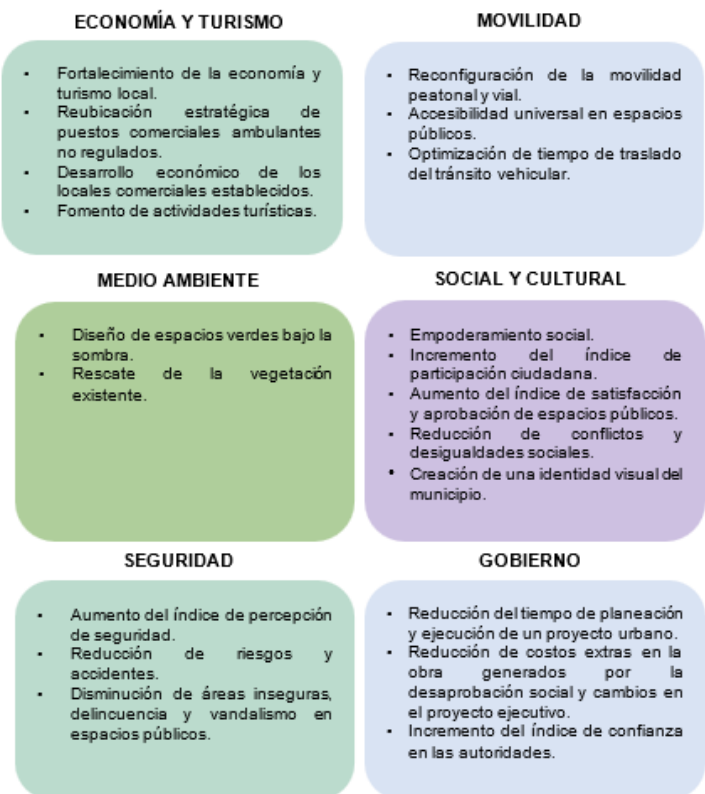 ECONOMÍA Y TURISMO
▪ Fortalecimiento de la economía y
turismo local.
▪ Reubicación estratégica de
puestos comerciales ambulantes
no regulados.
▪ Desarrollo económico de los
locales comerciales establecidos.
▪ Fomento de actividades turísticas.
MOVILIDAD
▪ Reconfiguración de la movilidad
peatonal y vial.
▪ Accesibilidad universal en espacios
públicos.
▪ Optimización de tiempo de traslado
del tránsito vehicular.
MEDIO AMBIENTE
▪ Diseño de espacios verdes bajo la
sombra.
▪ Rescate de la vegetación
existente.
SOCIAL Y CULTURAL
▪ Empoderamiento social.
▪ Incremento del índice de
participación ciudadana.
▪ Aumento del índice de satisfacción
y aprobación de espacios públicos.
▪ Reducción de conflictos y
desigualdades sociales.
• Creación de una identidad visual del
municipio.
SEGURIDAD
▪ Aumento del índice de percepción
de seguridad.
▪ Reducción de riesgos y
accidentes.
▪ Disminución de áreas inseguras,
delincuencia y vandalismo en
espacios públicos.
GOBIERNO
▪ Reducción del tiempo de planeación
y ejecución de un proyecto urbano.
▪ Reducción de costos extras en la
obra generados por la
desaprobación social y cambios en
el proyecto ejecutivo.
▪ Incremento del índice de confianza
en las autoridades.